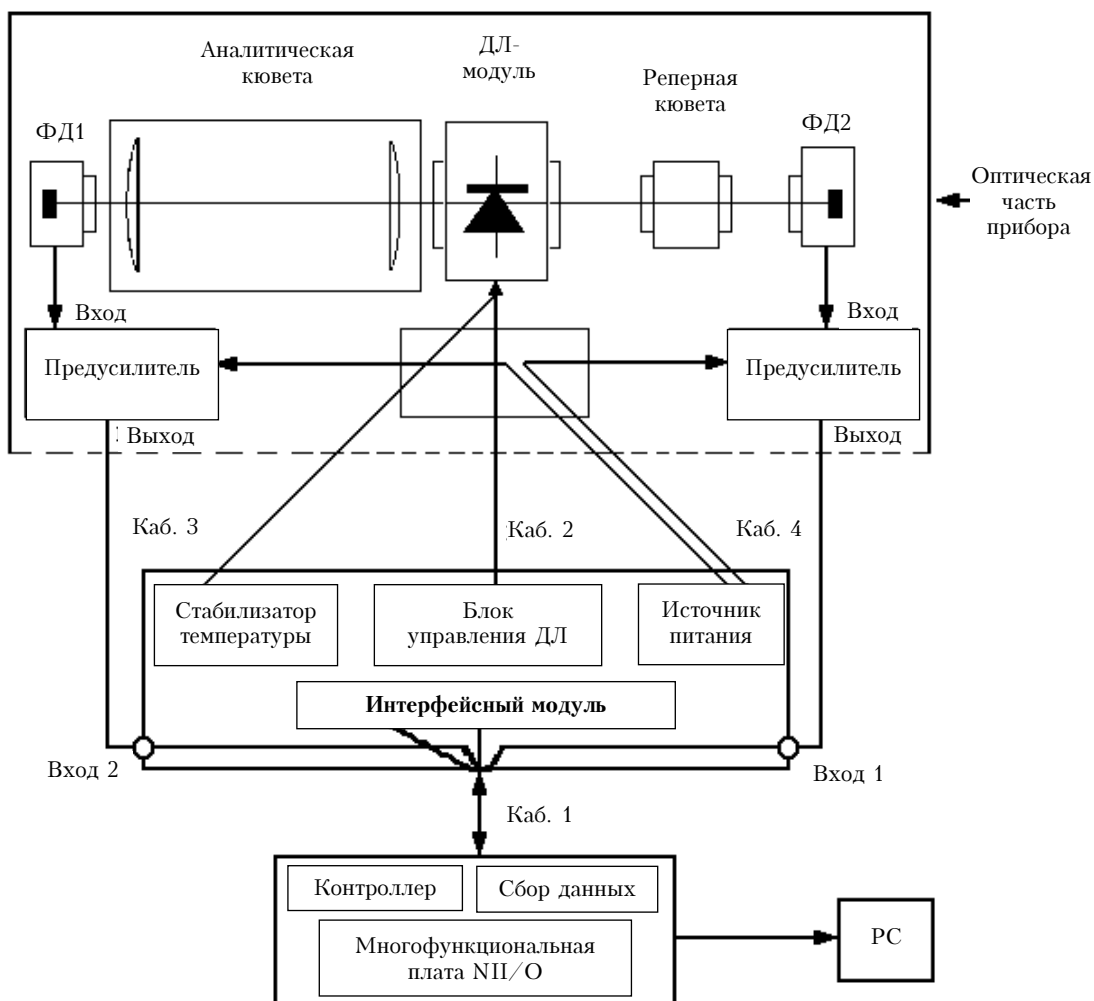 Аналитическая
кювета
ДЛ-
модуль
Реперная
кювета
ФД1
ФД2
Оптическая
часть
прибора
Вход
Вход
Предусилитель
Предусилитель
Выход
Выход
Каб. 3
Каб. 2
Каб. 4
Стабилизатор
температуры
Блок
управления ДЛ
Источник
питания
Интерфейсный модуль
Вход 2
Вход 1
Каб. 1
Контроллер
Сбор данных
Многофункциональная
плата NII/O
PC